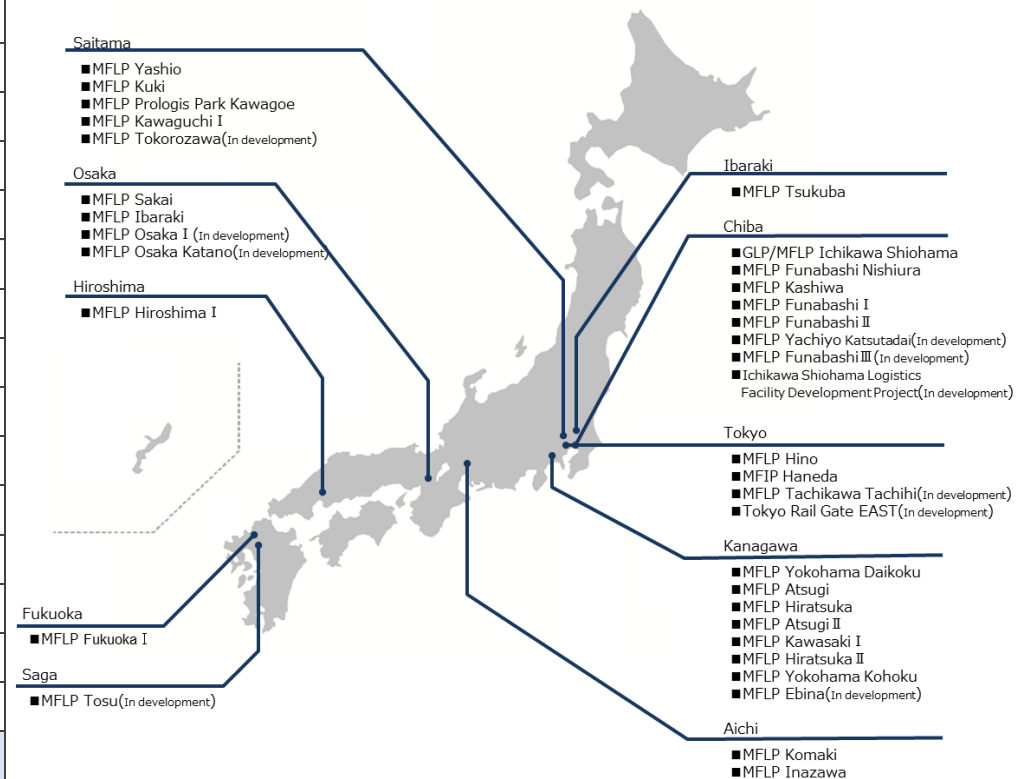 Saitama
■MFLP Yashio
■MFLP Kuki
■MFLP Prologis Park Kawagoe
■MFLP Kawaguchi Ⅰ
■MFLP Tokorozawa(In development)
Osaka
■MFLP Sakai
■MFLP Ibaraki
■MFLP Osaka Ⅰ (In development)
■MFLP Osaka Katano(In development)
Hiroshima
■MFLP Hiroshima Ⅰ
Fukuoka
■MFLP Fukuoka Ⅰ
Saga
■MFLP Tosu(In development)
Ibaraki
■MFLP Tsukuba
Chiba
■GLP/MFLP Ichikawa Shiohama
■MFLP Funabashi Nishiura
■MFLP Kashiwa
■MFLP Funabashi Ⅰ
■MFLP Funabashi Ⅱ
■MFLP Yachiyo Katsutadai(In development)
■MFLP Funabashi Ⅲ (In development)
■Ichikawa Shiohama Logistics
Facility Development Project(In development)
Tokyo
■MFLP Hino
■MFIP Haneda
■MFLP Tachikawa Tachihi(In development)
■Tokyo Rail Gate EAST(In development)
Kanagawa
■MFLP Yokohama Daikoku
■MFLP Atsugi
■MFLP Hiratsuka
■MFLP Atsugi Ⅱ
■MFLP Kawasaki Ⅰ
■MFLP Hiratsuka Ⅱ
■MFLP Yokohama Kohoku
■MFLP Ebina(In development)
Aichi
■MFLP Komaki
■MFLP Inazawa